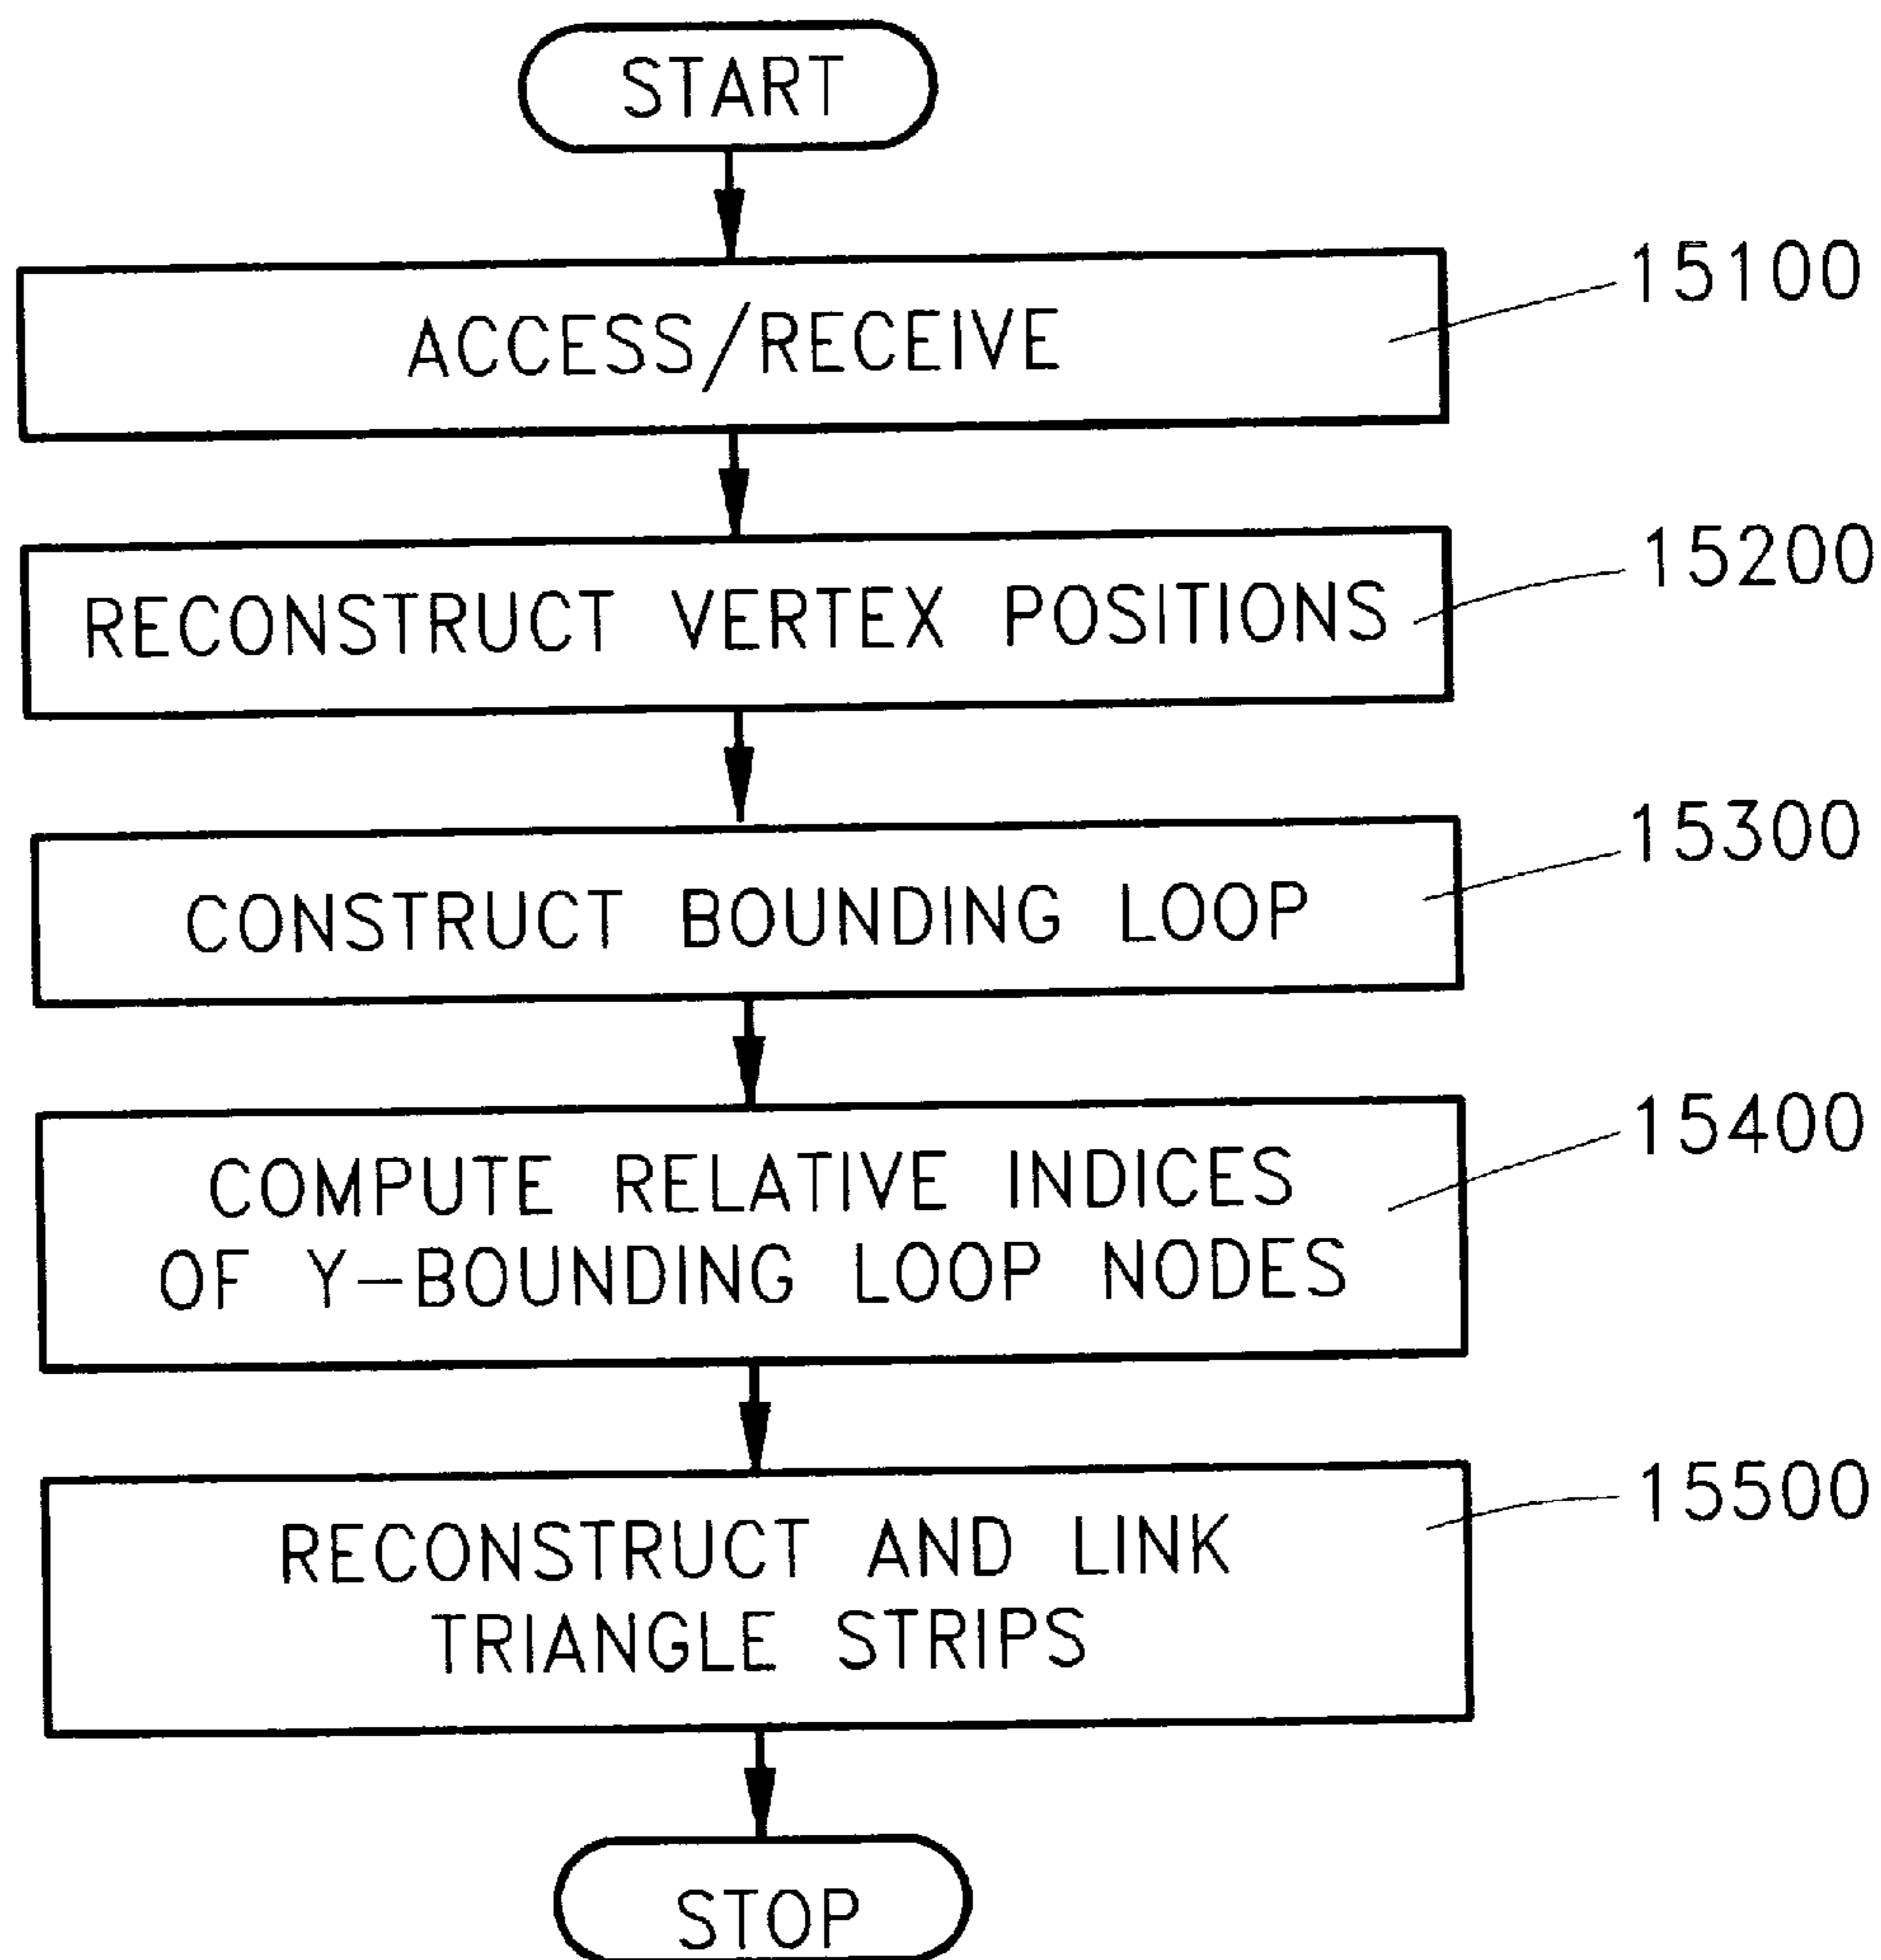 START
15100
ACCESS/RECEIVE
15200
RECONSTRUCT VERTEX POSITIONS
15300
CONSTRUCT BOUNDING LOOP
15400
COMPUTE RELATIVE INDICES
OF Y-BOUNDING LOOP NODES
15500
RECONSTRUCT AND LINK
TRIANGLE STRIPS
STOP